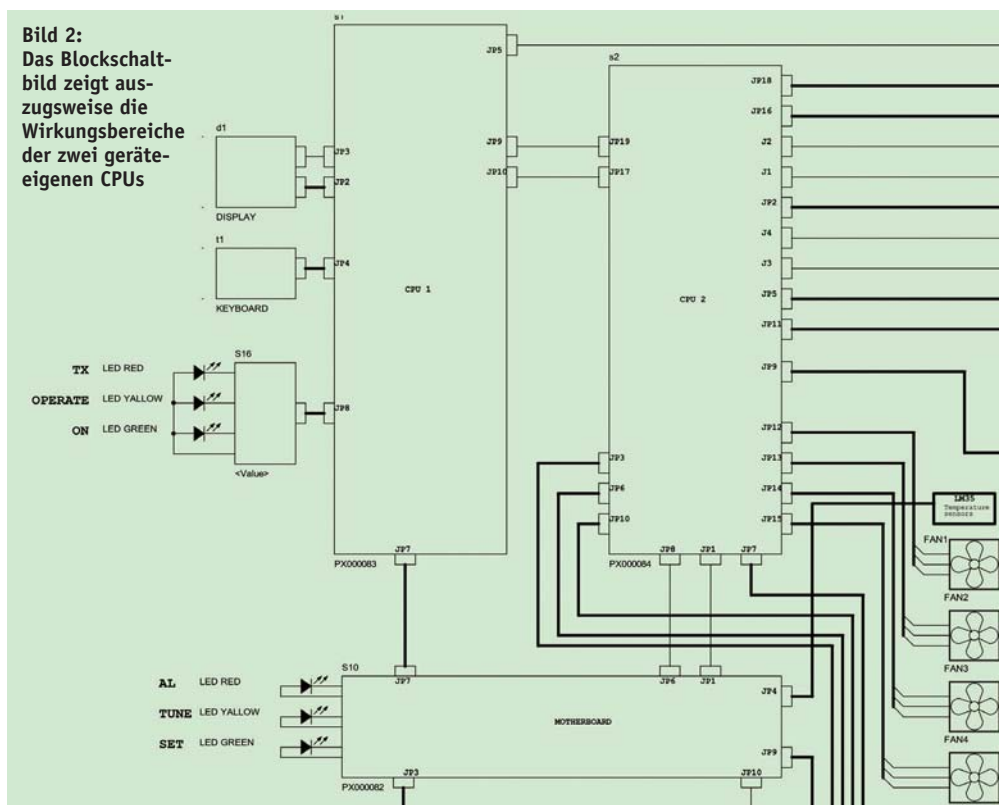 Bild 2:
Das Blockschalt-
bild zeigt aus-
zugsweise die
Wirkungsbereiche
der zwei geräte-
eigenen CPUs
d1
JP3
JP2
DISPLAY
t1
JP4
KEYBOARD
S16
TX LED RED
OPERATE LED YALLOW
ON LED GREEN
<Value>
JP8
JP5
JP9
JP10
CPU 1
JP7
PX000083
s2
JP19
JP17
CPU 2
JP18
JP16
J2
J1
JP2
J4
J3
JP5
JP11
JP9
JP12
JP13
JP14
JP15
JP3
JP6
JP10
JP8
JP1
JP7
PX000084
LM35
Temperature
sensors
FAN1
FAN2
FAN3
FAN4
S10
AL LED RED
TUNE LED YALLOW
SET LED GREEN
JP7
JP6
JP1
JP4
MOTHERBOARD
JP9
JP3
JP10
PX000082